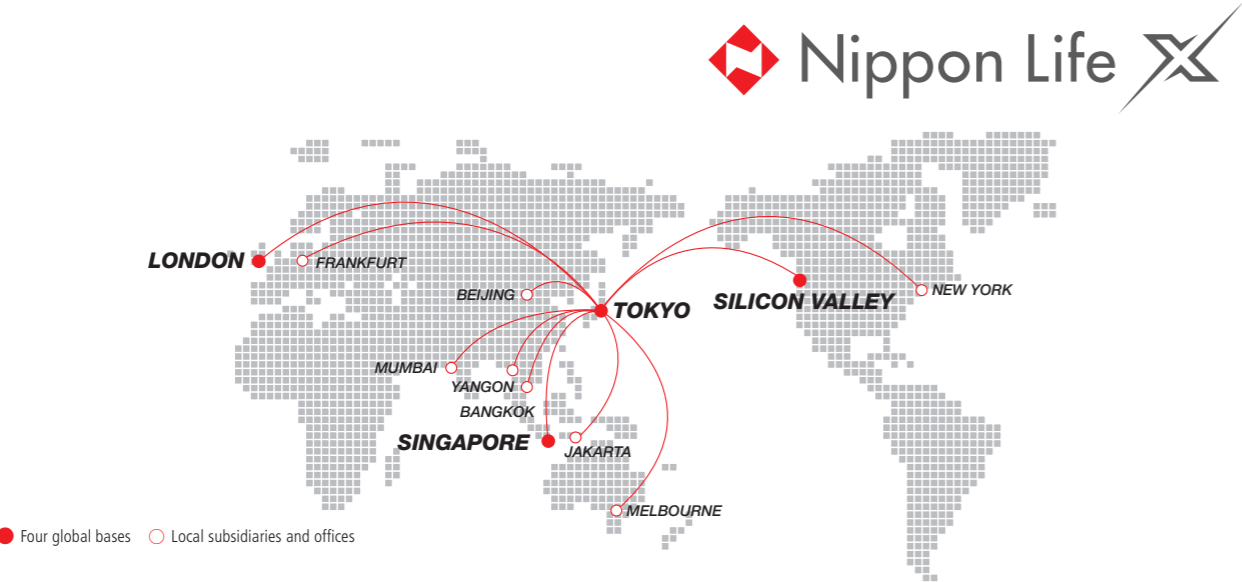 Nippon Life X
LONDON
FRANKFURT
BEIJING
TOKYO
SILICON VALLEY
NEW YORK
MUMBAI
YANGON
BANGKOK
SINGAPORE
JAKARTA
MELBOURNE
Four global bases
Local subsidiaries and offices